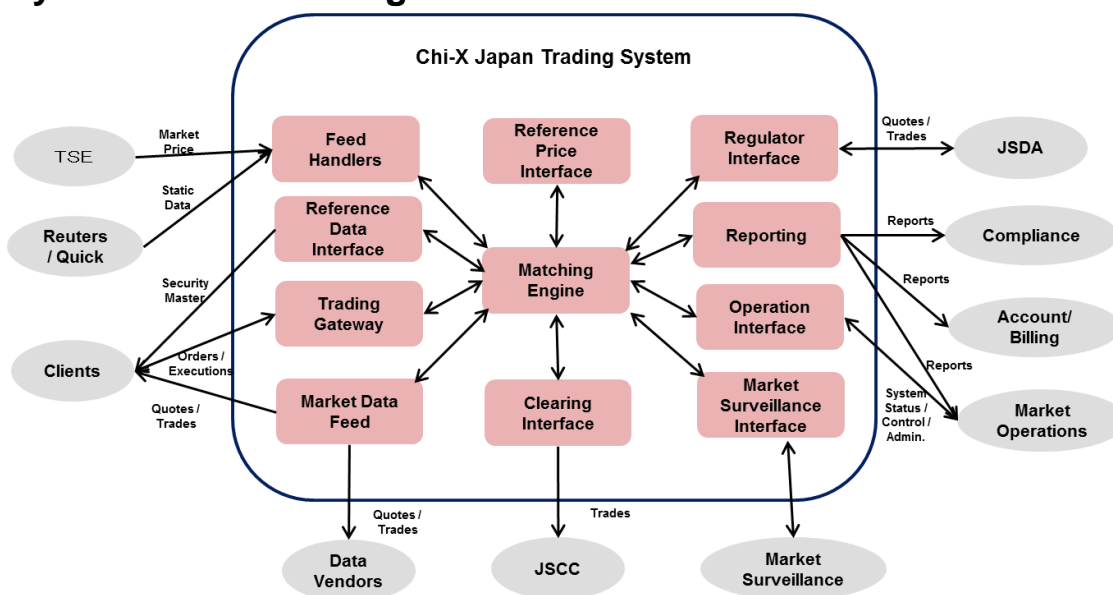 Chi-X Japan Trading System
TSE
Market
Price
Feed
Handlers
Reference
Price
Interface
Regulator
Interface
Quotes /
Trades
JSDA
Static
Data
Reuters
/ Quick
Reference
Data
Interface
Reporting
Reports
Compliance
Matching
Engine
Security
Master
Trading
Gateway
Operation
Interface
Reports
Account/
Billing
Clients
Orders /
Executions
Reports
Quotes /
Trades
Market Data
Feed
Clearing
Interface
Market
Surveillance
Interface
System
Status /
Control /
Admin.
Market
Operations
Quotes /
Trades
Trades
Data
Vendors
JSCC
Market
Surveillance